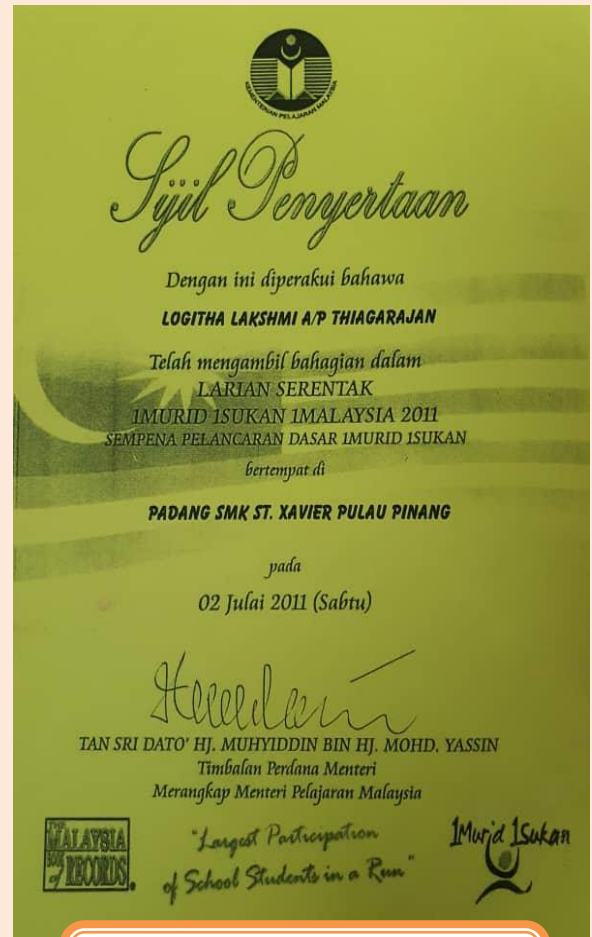 KEMENTERIAN PELAJARAN MALAYSIA
Sijil Penyertaan
Dengan ini diperakui bahawa
LOGITHA LAKSHMI A/P THIAGARAJAN
Telah mengambil bahagian dalam
LARIAN SERENTAK
1MURID 1SUKAN 1MALAYSIA 2011
SEMPENA PELANCARAN DASAR 1MURID 1SUKAN
bertempat di
PADANG SMK ST. XAVIER PULAU PINANG
pada
02 Julai 2011 (Sabtu)
TAN SRI DATO' HJ. MUHYIDDIN BIN HJ. MOHD. YASSIN
Timbalan Perdana Menteri
Merangkap Menteri Pelajaran Malaysia
THE
MALAYSIA
BOOK
of RECORDS
"Largest Participation
of School Students in a Run"
1Murid 1Sukan